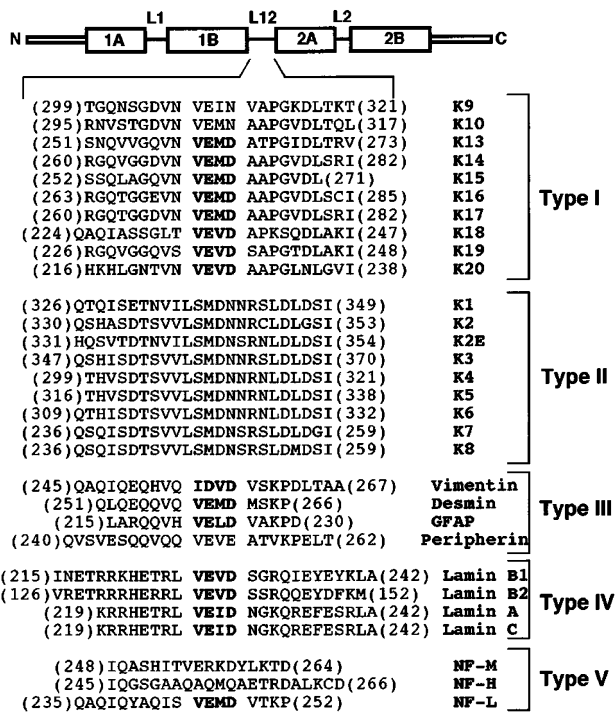 L1 L12 L2
N 1A 1B 2A 2B C
(299)TGQNSGDVN VEIN VAPGKDLTKT(321) K9
(295)RNVSTGDVN VEMN AAPGVDLTQL(317) K10
(251)SNQVVGQVN VEMD ATPGIDLTRV(273) K13
(260)RGQVGGDVN VEMD AAPGVDLSRI(282) K14
(252)SSQLAGQVN VEMD AAPGVDL(271) K15
(263)RGQTGGEVN VEMD AAPGVDLSCI(285) K16
(260)RGQTGGDVN VEMD AAPGVDLSRI(282) K17
(224)QAQIASSGLT VEVD APKSQDLAKI(247) K18
(226)RGQVGGQVS VEVD SAPGTDLAKI(248) K19
(216)HKHLGNTVN VEVD AAPGLNLGVI(238) K20
Type I
(326)QTQISETNVILSMDNNRSLDLDSI(349) K1
(330)QSHASDTSVVLSMDNNRCLDLGSI(353) K2
(331)HQSVTDTNVILSMDNNRNLDLDSI(354) K2E
(347)QSHISDTSVVLSMDNNRSLDLDSI(370) K3
(299)THVSDTSVVLSMDNNRNLDLDSI(321) K4
(316)THVSDTSVVLSMDNNRNLDLDSI(338) K5
(309)QTHISDTSVVLSMDNNRNLDLDSI(332) K6
(236)QSQISDTSVVLSMDNSRSLDLDGI(259) K7
(236)QSQISDTSVVLSMDNSRSLDMDSI(259) K8
Type II
(245)QAQIQEQHVQ IDVD VSKPDLTAA(267) Vimentin
(251)QLQEQQVQ VEMD MSKP(266) Desmin
(215)LARQQVH VELD VAKPD(230) GFAP
(240)QVSVESQQVQQ VEVE ATVKPELT(262) Peripherin
Type III
(215)INETRRKHETRL VEVD SGRQIEYEYKLA(242) Lamin B1
(126)VRETRRRHERRL VEVD SSRQQEYDFKM(152) Lamin B2
(219)KRRHETRL VEID NGKQREFESRLA(242) Lamin A
(219)KRRHETRL VEID NGKQREFESRLA(242) Lamin C
Type IV
(248)IQASHITVERKDYLKTD(264) NF-M
(245)IQGSGAAQAQMQAETRDALKCD(266) NF-H
(235)QAQIQYAQIS VEMD VTKP(252) NF-L
Type V